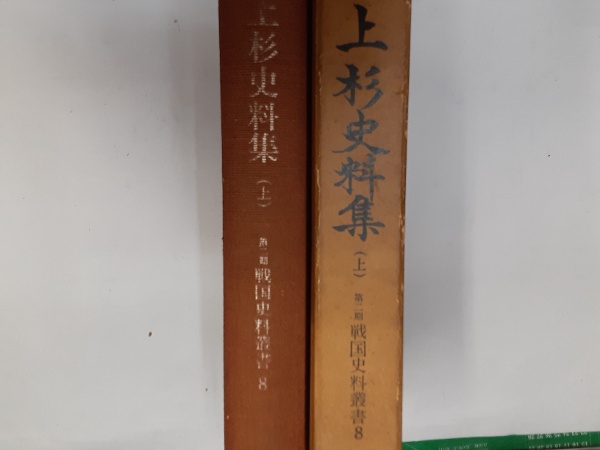 上杉史料集
(上)
第二期 戦国史料叢書 8
上杉史料集
(上)
第二期 戦国史料叢書 8